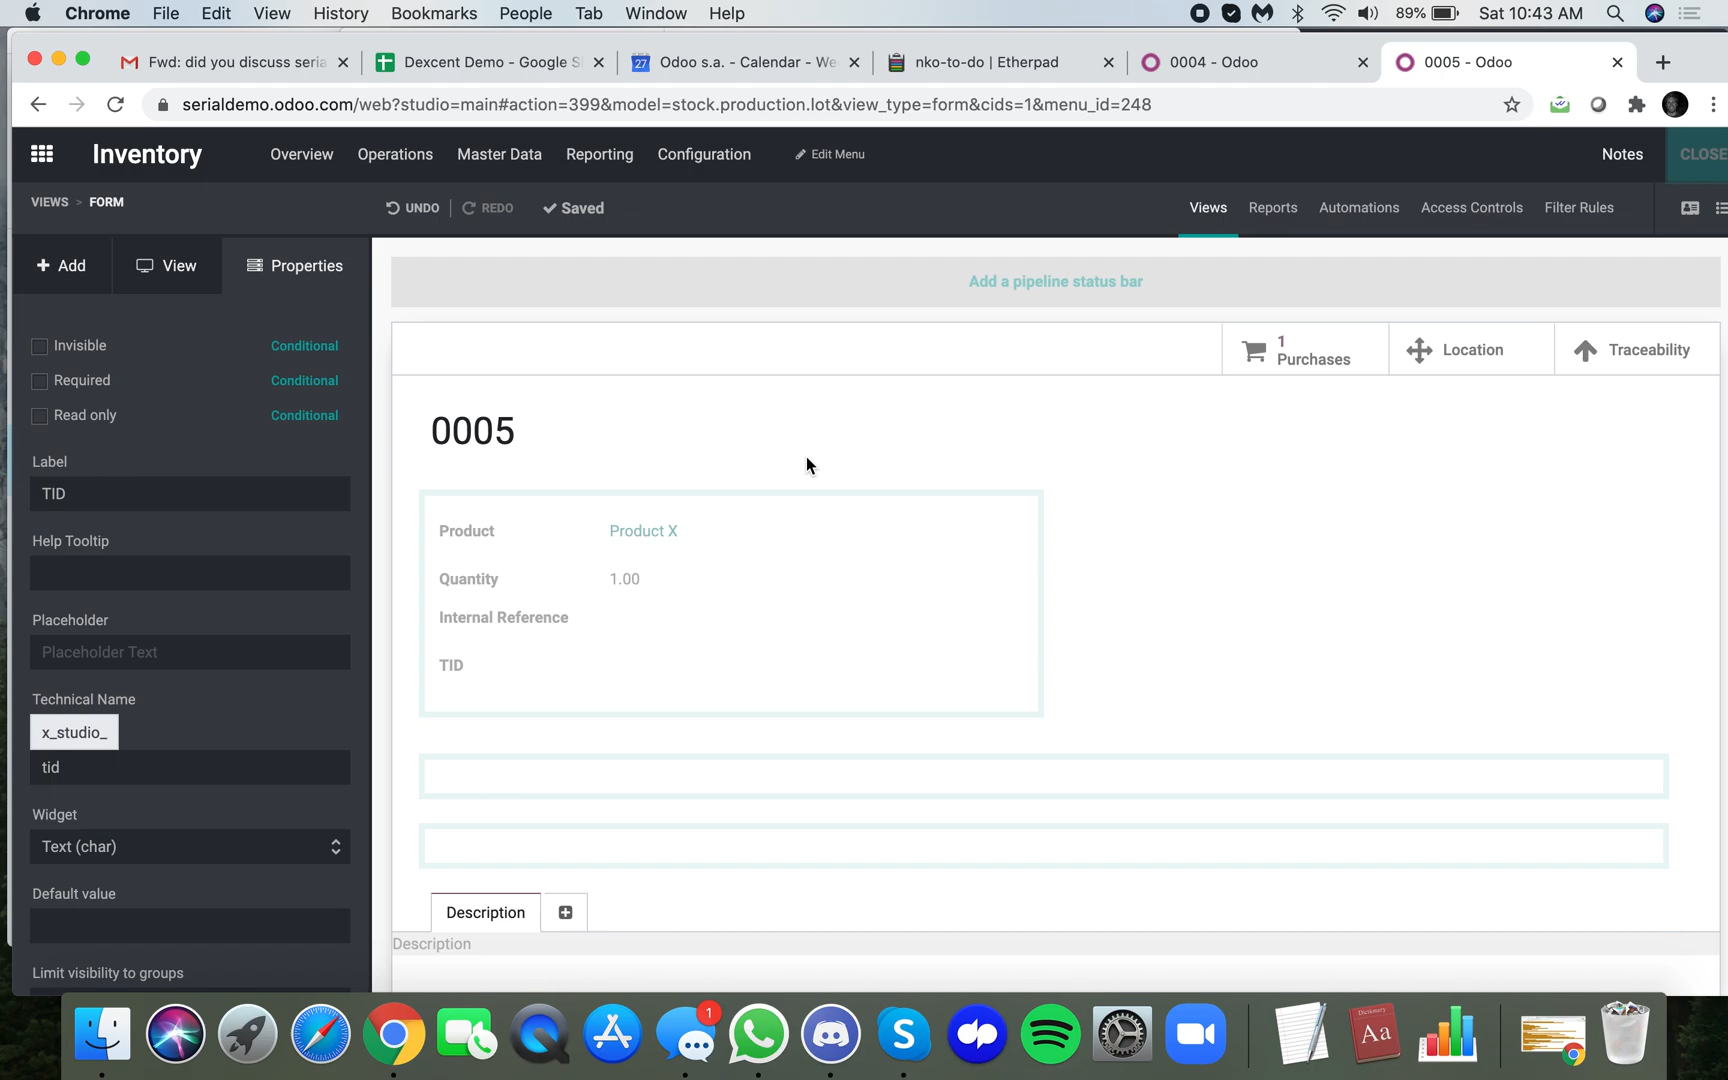 Chrome File Edit View History Bookmarks People Tab Window Help 89% Sat 10:43 AM
Fwd: did you discuss seria Dexcent Demo - Google S Odoo s.a. - Calendar - We nko-to-do | Etherpad 0004 - Odoo 0005 - Odoo
27
serialdemo.odoo.com/web?studio=main#action=399&model=stock.production.lot&view_type=form&cids=1&menu_id=248
Inventory Overview Operations Master Data Reporting Configuration Edit Menu Notes CLOSE
VIEWS > FORM UNDO REDO Saved Views Reports Automations Access Controls Filter Rules
Add View Properties
Add a pipeline status bar
Invisible Conditional
Required Conditional
Read only Conditional
Label
TID
Help Tooltip
Placeholder
Placeholder Text
Technical Name
x_studio_
tid
Widget
Text (char)
Default value
Limit visibility to groups
1
Purchases Location Traceability
0005
Product Product X
Quantity 1.00
Internal Reference
TID
Description
Description
1
Dictionary
Aa